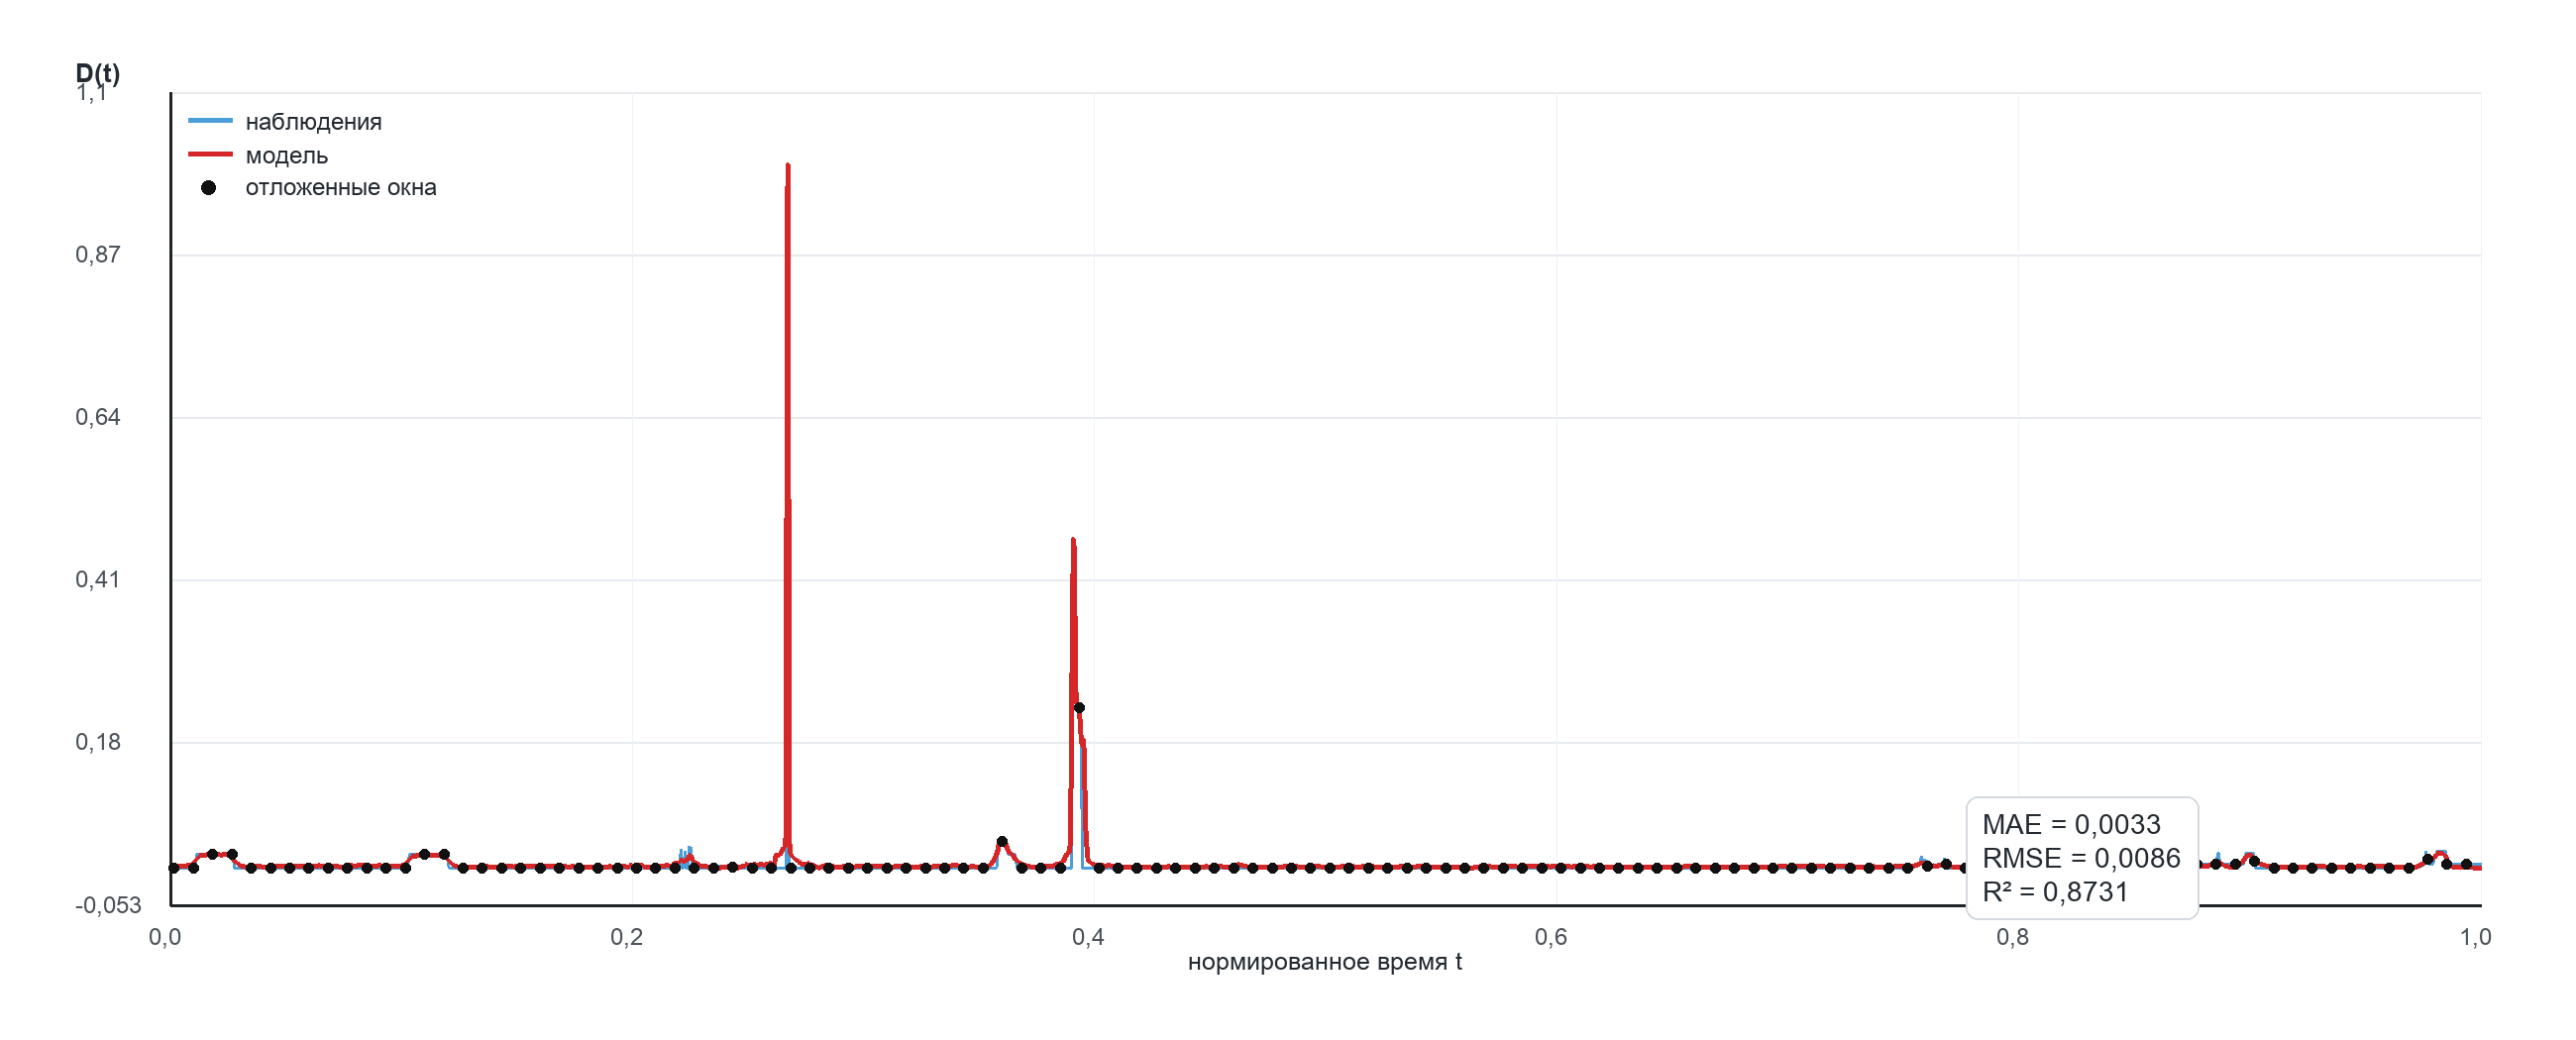 D(t)
1,1
наблюдения
модель
отложенные окна
0,87
0,64
0,41
0,18
-0,053
MAE = 0,0033
RMSE = 0,0086
R² = 0,8731
0,0 0,2 0,4 0,6 0,8 1,0
нормированное время t